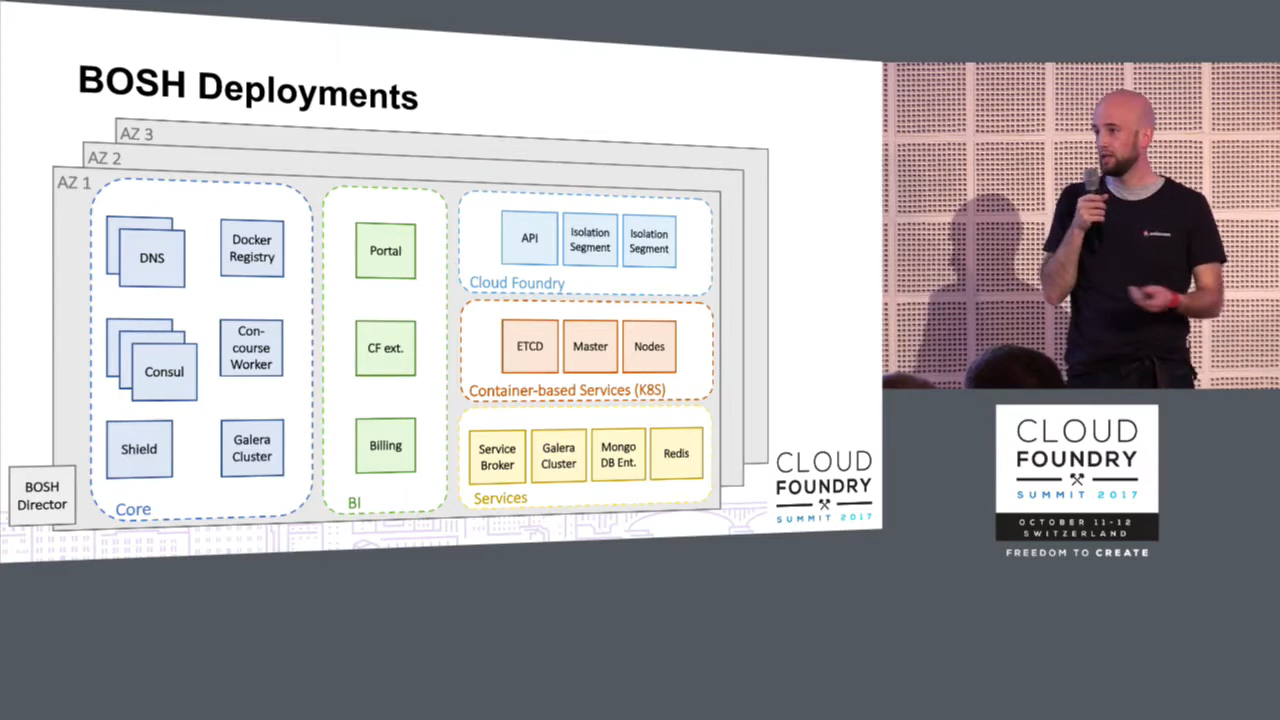 BOSH Deployments
AZ 3
AZ 2
AZ 1
DNS
Docker
Registry
Consul
Con-
course
Worker
Shield
Galera
Cluster
Core
Portal
CF ext.
Billing
BI
API
Isolation
Segment
Isolation
Segment
Cloud Foundry
ETCD
Master
Nodes
Container-based Services (K8S)
Service
Broker
Galera
Cluster
Mongo
DB Ent.
Redis
Services
BOSH
Director
CLOUD
FOUNDRY
SUMMIT 2017
CLOUD
FOUNDRY
SUMMIT 2017
OCTOBER 11-12
SWITZERLAND
FREEDOM TO CREATE